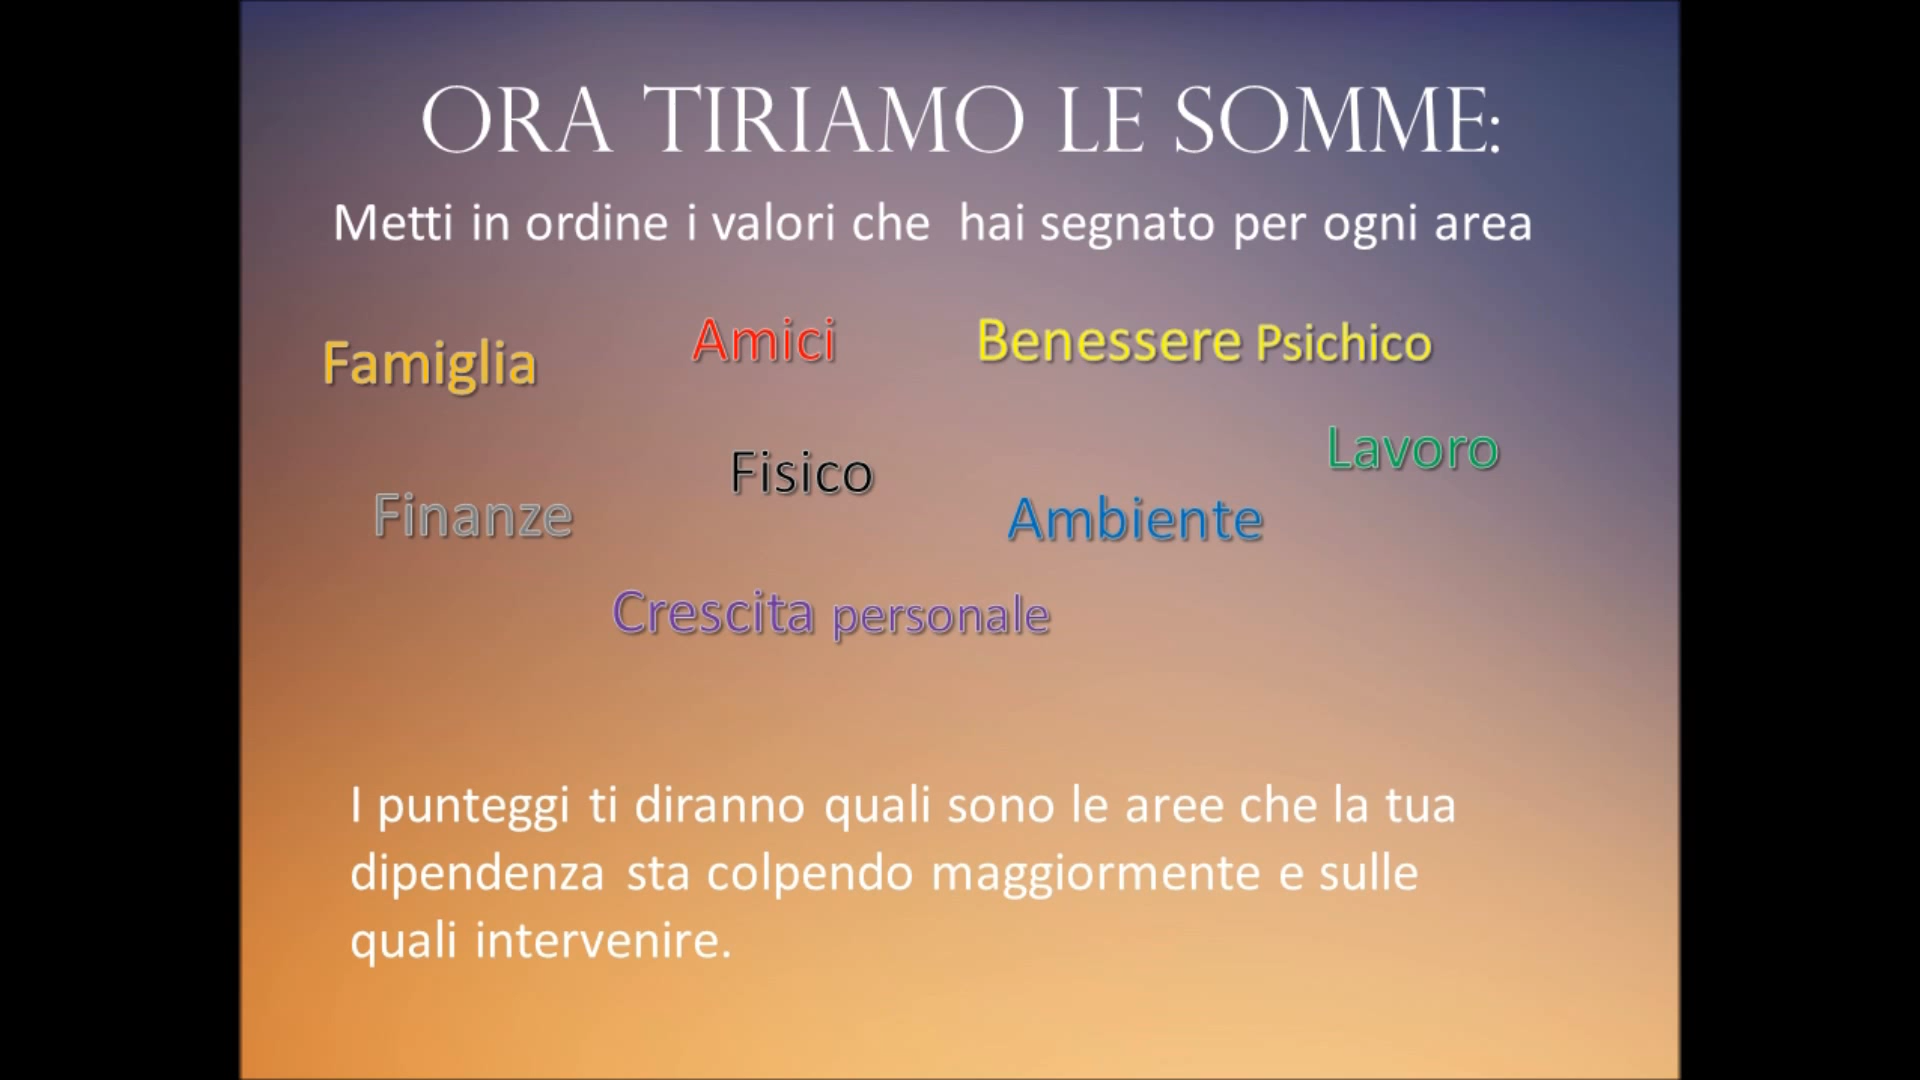 ORA TIRIAMO LE SOMME:
Metti in ordine i valori che hai segnato per ogni area
Famiglia
Amici
Benessere Psichico
Lavoro
Fisico
Finanze
Ambiente
Crescita personale
I punteggi ti diranno quali sono le aree che la tua
dipendenza sta colpendo maggiormente e sulle
quali intervenire.